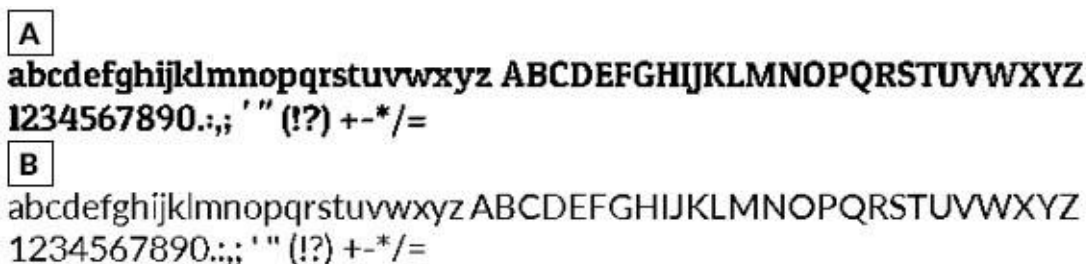 A
abcdefghijklmnopqrstuvwxyz ABCDEFGHIJKLMNOPQRSTUVWXYZ
1234567890.:,; ' " (!?) +-*/=
B
abcdefghijklmnopqrstuvwxyz ABCDEFGHIJKLMNOPQRSTUVWXYZ
1234567890.:,; ' " (!?) +-*/=